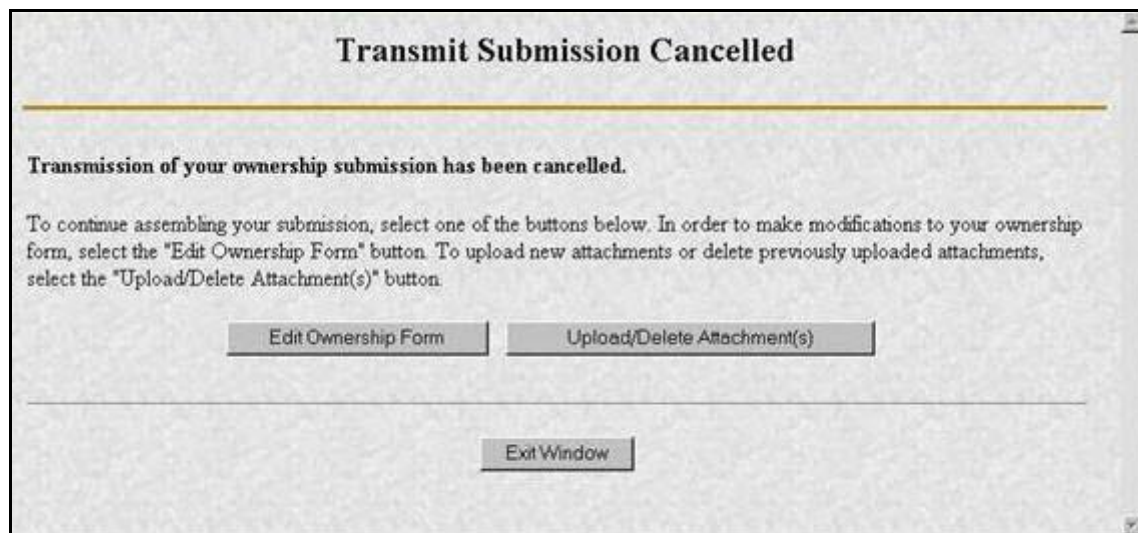 Transmit Submission Cancelled
Transmission of your ownership submission has been cancelled.
To continue assembling your submission, select one of the buttons below. In order to make modifications to your ownership
form, select the "Edit Ownership Form" button. To upload new attachments or delete previously uploaded attachments,
select the "Upload/Delete Attachment(s)" button.
Edit Ownership Form Upload/Delete Attachment(s)
Exit Window